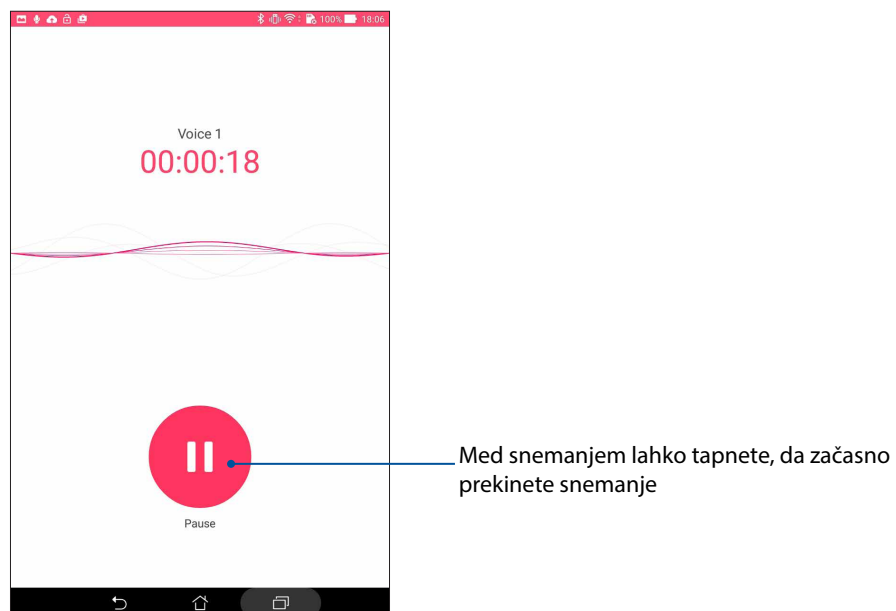 100% 18:06
Voice 1
00:00:18
Med snemanjem lahko tapnete, da začasno
prekinete snemanje
Pause